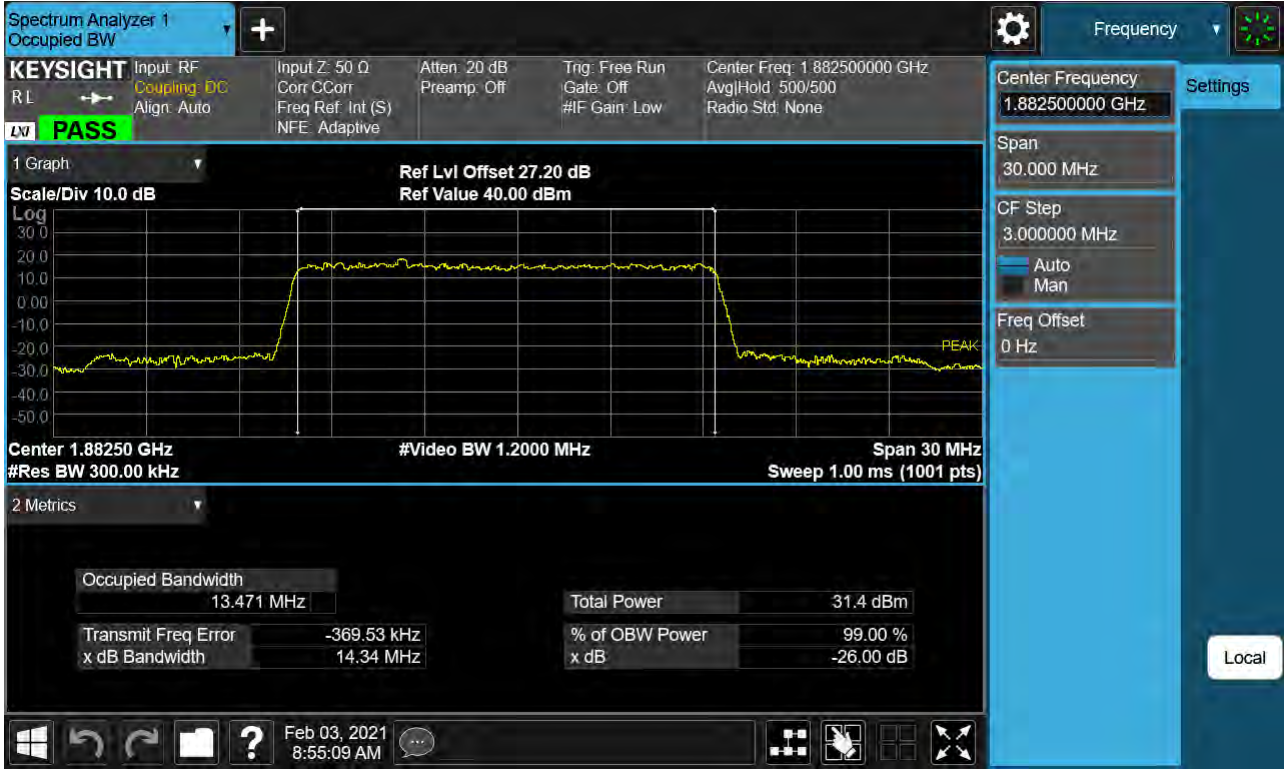 Spectrum Analyzer 1
Occupied BW
+
Frequency
KEYSIGHT
R L
LXI
PASS
Input: RF
Coupling: DC
Align: Auto
Input Z: 50 Ω
Corr CCorr
Freq Ref: Int (S)
NFE: Adaptive
Atten: 20 dB
Preamp: Off
Trig: Free Run
Gate: Off
#IF Gain: Low
Center Freq: 1.882500000 GHz
Avg|Hold: 500/500
Radio Std: None
Center Frequency
1.882500000 GHz
Settings
Span
30.000 MHz
CF Step
3.000000 MHz
Auto
Man
Freq Offset
0 Hz
Local
1 Graph
Scale/Div 10.0 dB
Ref Lvl Offset 27.20 dB
Ref Value 40.00 dBm
Log
30.0
20.0
10.0
0.00
-10.0
-20.0
-30.0
-40.0
-50.0
PEAK
Center 1.88250 GHz
#Video BW 1.2000 MHz
Span 30 MHz
#Res BW 300.00 kHz
Sweep 1.00 ms (1001 pts)
2 Metrics
Occupied Bandwidth
13.471 MHz
Total Power 31.4 dBm
Transmit Freq Error -369.53 kHz
% of OBW Power 99.00 %
x dB Bandwidth 14.34 MHz
x dB -26.00 dB
?
Feb 03, 2021
8:55:09 AM